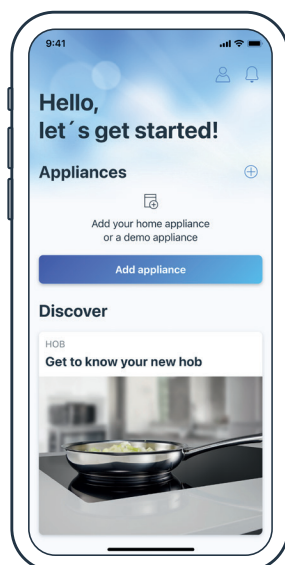 9:41
Hello,
let´s get started!
Appliances
Add your home appliance
or a demo appliance
Add appliance
Discover
HOB
Get to know your new hob